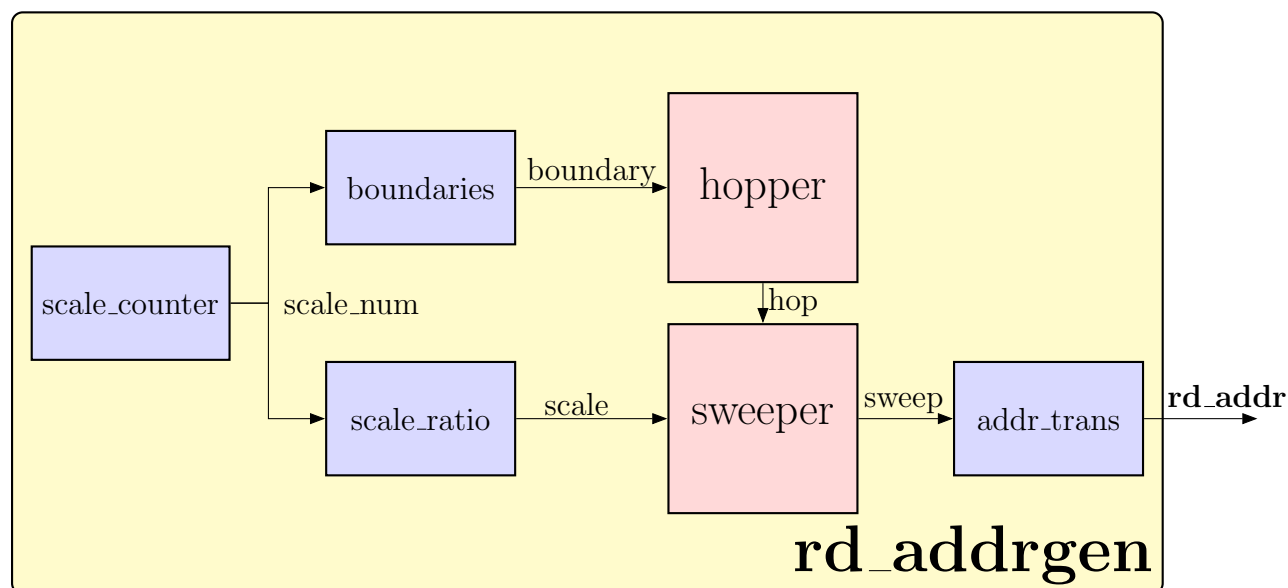 boundaries
boundary
hopper
scale_counter
scale_num
hop
scale_ratio
scale
sweeper
sweep
addr_trans
rd_addr
rd_addrgen